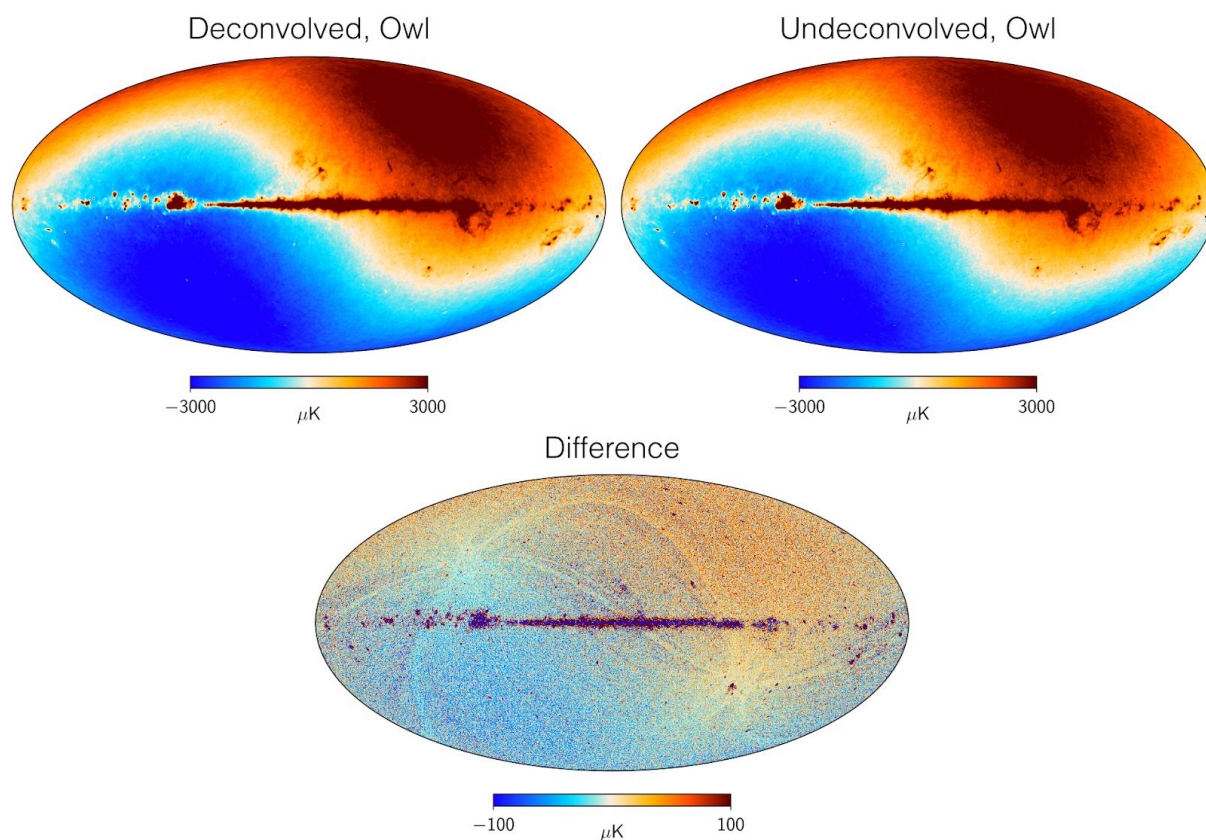 Deconvolved, Owl
Undeconvolved, Owl
−3000 3000
μK
−3000 3000
μK
Difference
-100 100
μK